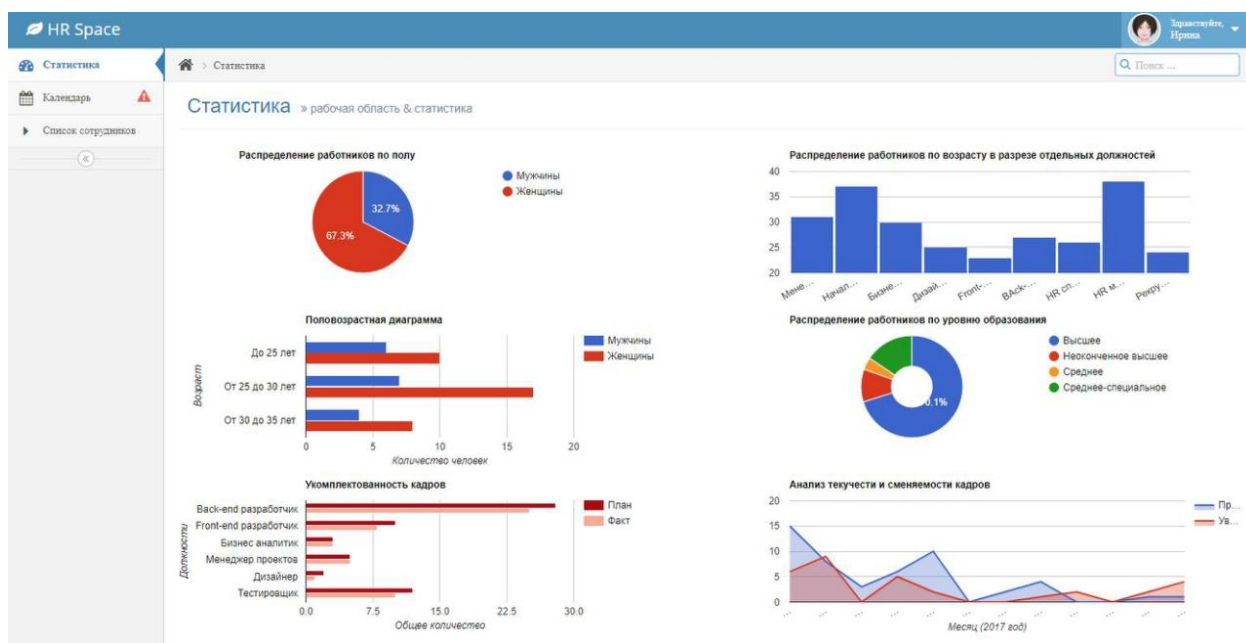 HR Space
Здравствуйте,
Ирина
Статистика
Статистика
Поиск ...
Календарь
Список сотрудников
Статистика » рабочая область & статистика
Распределение работников по полу
Мужчины
Женщины
32.7%
67.3%
Распределение работников по возрасту в разрезе отдельных должностей
40
35
30
25
20
Мене...
Начал...
Бизне...
Дизай...
Front-...
BAck-...
HR сп...
HR м...
Рекру...
Половозрастная диаграмма
Мужчины
Женщины
Возраст
До 25 лет
От 25 до 30 лет
От 30 до 35 лет
0 5 10 15 20
Количество человек
Распределение работников по уровню образования
Высшее
Неоконченное высшее
Среднее
Среднее-специальное
0.1%
Укомплектованность кадров
План
Факт
Должности
Back-end разработчик
Front-end разработчик
Бизнес аналитик
Менеджер проектов
Дизайнер
Тестировщик
0.0 7.5 15.0 22.5 30.0
Общее количество
Анализ текучести и сменяемости кадров
20
15
10
5
0
Пр...
Ув...
... ... ... ... ... ... ... ... ... ... ... ...
Месяц (2017 год)